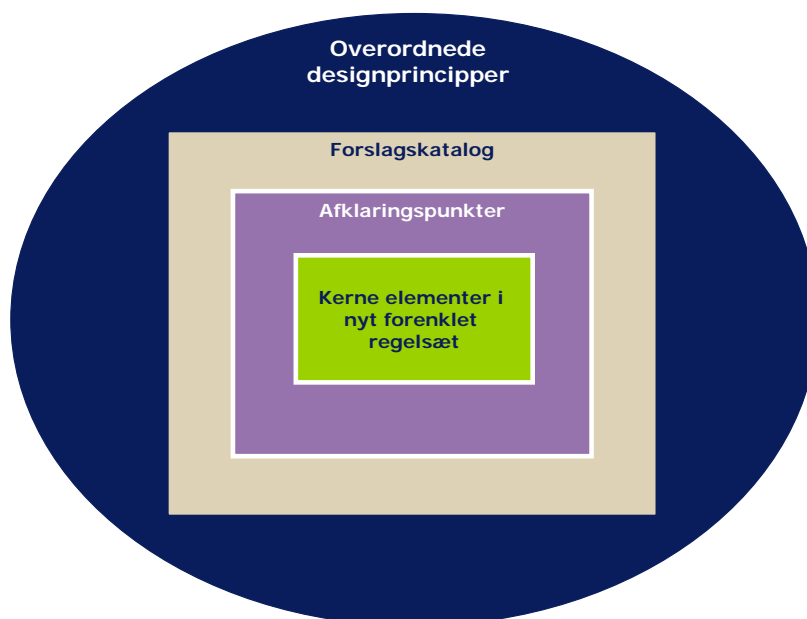 Overordnede
designprincipper
Forslagskatalog
Afklaringspunkter
Kerne elementer i
nyt forenklet
regelsæt